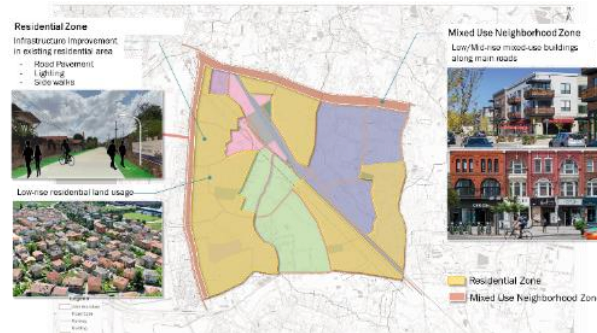 Residential Zone
Infrastructure Improvement
in existing residential area
- Road Pavement
- Lighting
- Side walks
Low-rise residential land usage
Mixed Use Neighborhood Zone
Low/Mid-rise mixed-use buildings
along main roads
Residential Zone
Mixed Use Neighborhood Zone